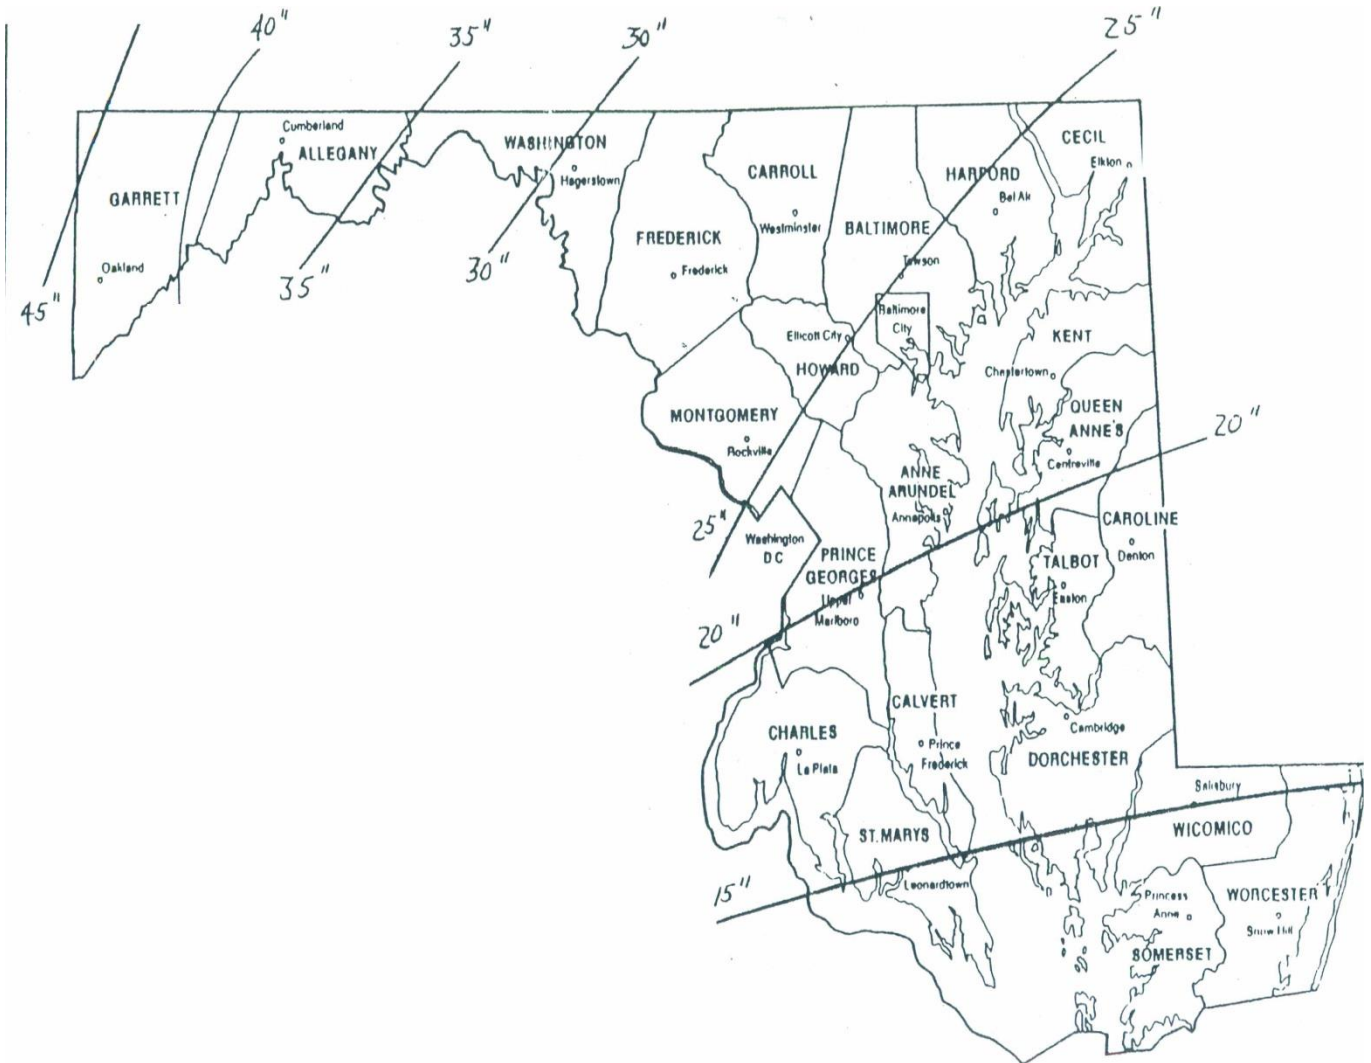 40"
35"
30"
25"
Cumberland
ALLEGANY
WASHINGTON
Hagerstown
CECIL
Elkton
CARROLL
HARFORD
Bel Air
GARRETT
Westminster
BALTIMORE
FREDERICK
Frederick
Towson
Oakland
45"
35"
30"
Baltimore
City
Ellicott City
HOWARD
KENT
Chestertown
MONTGOMERY
Rockville
QUEEN
ANNE'S
Centreville
20"
ANNE
ARUNDEL
Annapolis
25"
Washington
D C
PRINCE
GEORGES
Upper
Marlboro
CAROLINE
Denton
TALBOT
Easton
20"
CALVERT
Prince
Frederick
CHARLES
La Plata
Cambridge
DORCHESTER
Salisbury
WICOMICO
ST. MARYS
Leonardtown
15"
Princess
Anne
WORCESTER
Snow Hill
SOMERSET